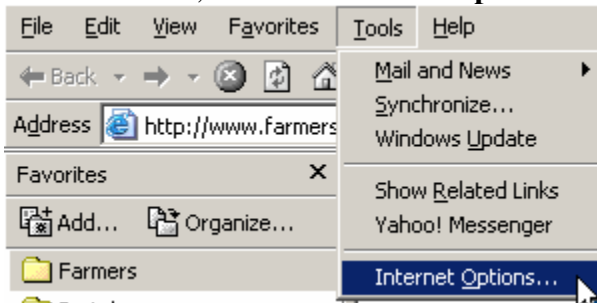 File Edit View Favorites Tools Help
Back
Mail and News
Synchronize...
Windows Update
Show Related Links
Yahoo! Messenger
Internet Options...
Address http://www.farmers
Favorites x
Add... Organize...
Farmers